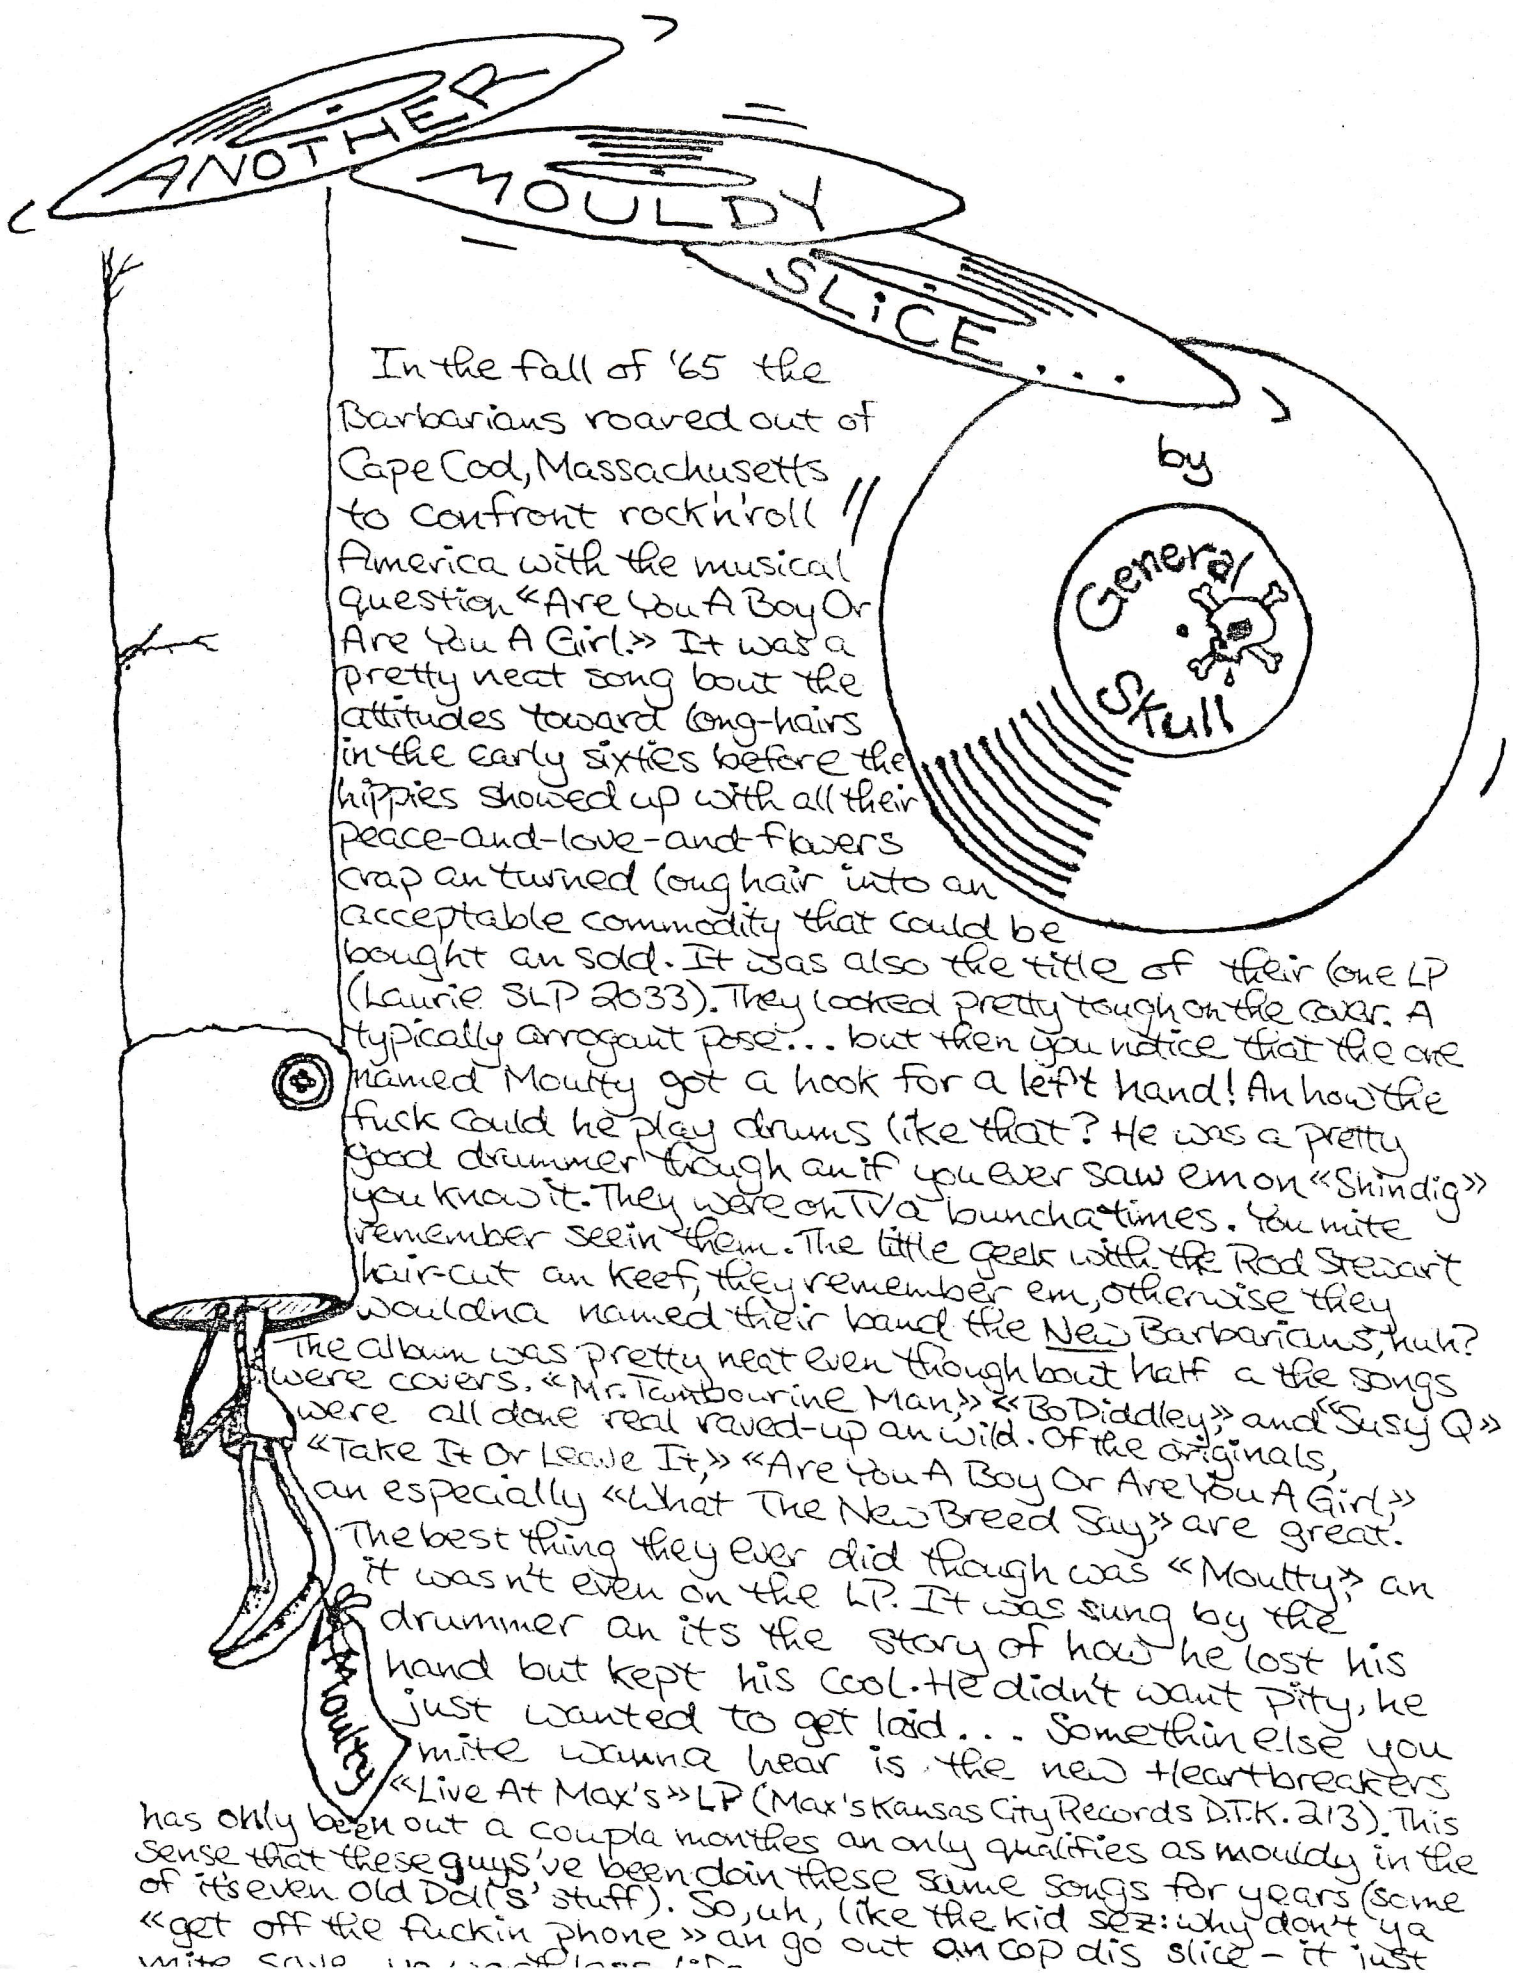 ANOTHER
MOULDY
SLiCE...
by
General
Skull
In the fall of '65 the
Barbarians roared out of
Cape Cod, Massachusetts
to confront rock'n'roll
America with the musical
question «Are You A Boy Or
Are You A Girl.» It was a
pretty neat song bout the
attitudes toward long-hairs
in the early sixties before the
hippies showed up with all their
peace-and-love-and-flowers
crap an turned long hair into an
acceptable commodity that could be
bought an sold. It was also the title of their lone LP
(Laurie SLP 2033). They looked pretty tough on the cover. A
typically arrogant pose... but then you notice that the one
named Moulty got a hook for a left hand! An how the
fuck could he play drums like that? He was a pretty
good drummer though an if you ever saw em on «Shindig»
you know it. They were on TV a buncha times. You mite
remember seein them. The little geek with the Rod Stewart
hair-cut an Keef, they remember em, otherwise they
wouldna named their band the New Barbarians, huh?
The album was pretty neat even though bout half a the songs
were covers. «Mr. Tambourine Man,» «Bo Diddley,» and «Susy Q»
were all done real raved-up an wild. Of the originals,
«Take It Or Leave It,» «Are You A Boy Or Are You A Girl,»
an especially «What The New Breed Say,» are great.
The best thing they ever did though was «Moulty,» an
it wasn't even on the LP. It was sung by the
drummer an its the story of how he lost his
hand but kept his cool. He didn't want pity, he
just wanted to get laid... Somethin else you
mite wanna hear is the new Heartbreakers
«Live At Max's» LP (Max's Kansas City Records D.T.K. 213). This
has only been out a coupla monthes an only qualifies as mouldy in the
sense that these guys've been doin these same songs for years (some
of it's even old Dolls' stuff). So, uh, like the kid sez: why don't ya
«get off the fuckin phone» an go out an cop dis slice – it just
mite save
Moulty